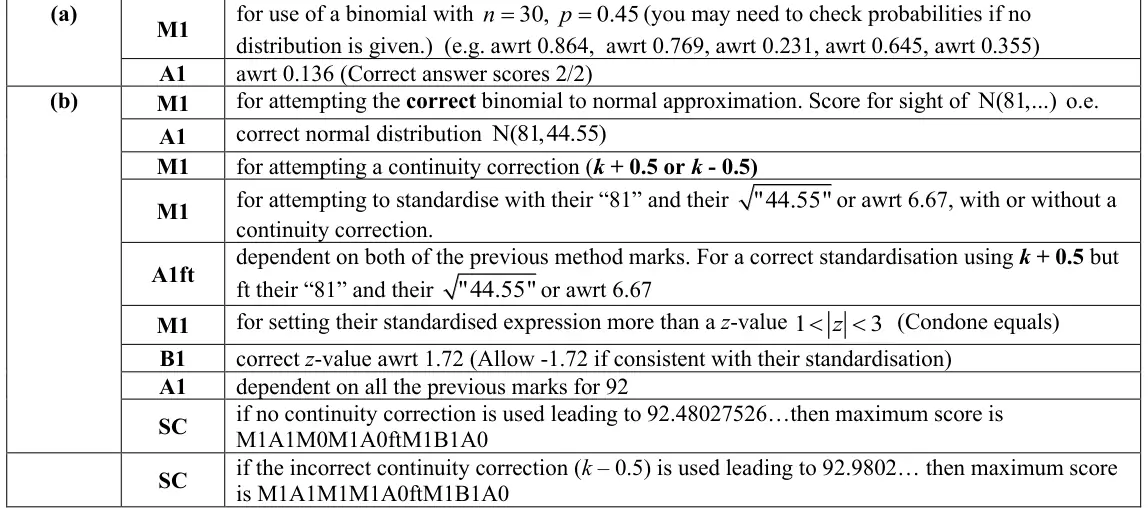 (a) M1 for use of a binomial with n = 30, p = 0.45 (you may need to check probabilities if no
distribution is given.) (e.g. awrt 0.864, awrt 0.769, awrt 0.231, awrt 0.645, awrt 0.355)
A1 awrt 0.136 (Correct answer scores 2/2)
(b) M1 for attempting the correct binomial to normal approximation. Score for sight of N(81,...) o.e.
A1 correct normal distribution N(81,44.55)
M1 for attempting a continuity correction (k + 0.5 or k - 0.5)
M1 for attempting to standardise with their “81” and their √"44.55" or awrt 6.67, with or without a
continuity correction.
A1ft dependent on both of the previous method marks. For a correct standardisation using k + 0.5 but
ft their “81” and their √"44.55" or awrt 6.67
M1 for setting their standardised expression more than a z-value 1 < |z| < 3 (Condone equals)
B1 correct z-value awrt 1.72 (Allow -1.72 if consistent with their standardisation)
A1 dependent on all the previous marks for 92
SC if no continuity correction is used leading to 92.48027526…then maximum score is
M1A1M0M1A0ftM1B1A0
SC if the incorrect continuity correction (k – 0.5) is used leading to 92.9802… then maximum score
is M1A1M1M1A0ftM1B1A0